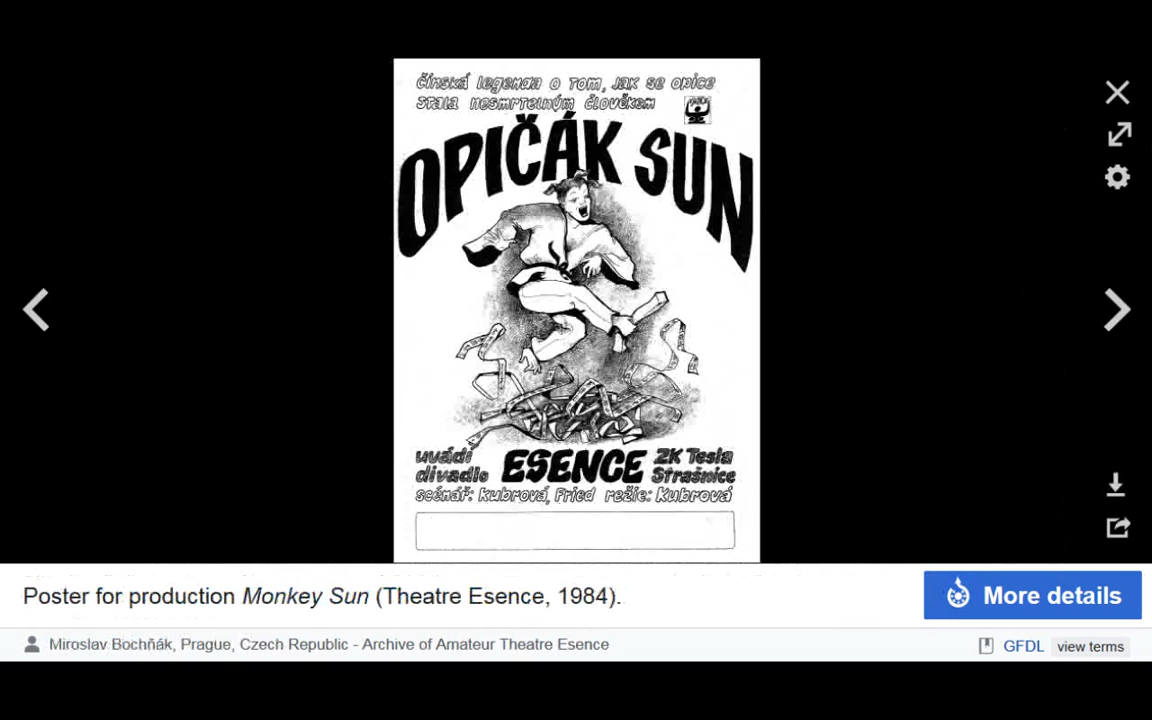 čínská legenda o tom, jak se opice
stala nesmrtelným člověkem
OPIČÁK SUN
uvádí
divadlo
ESENCE
ZK Tesla
Strašnice
scénář: Kubrová, Fried režie: Kubrová
Poster for production Monkey Sun (Theatre Esence, 1984).
More details
Miroslav Bochňák, Prague, Czech Republic - Archive of Amateur Theatre Esence
GFDL view terms